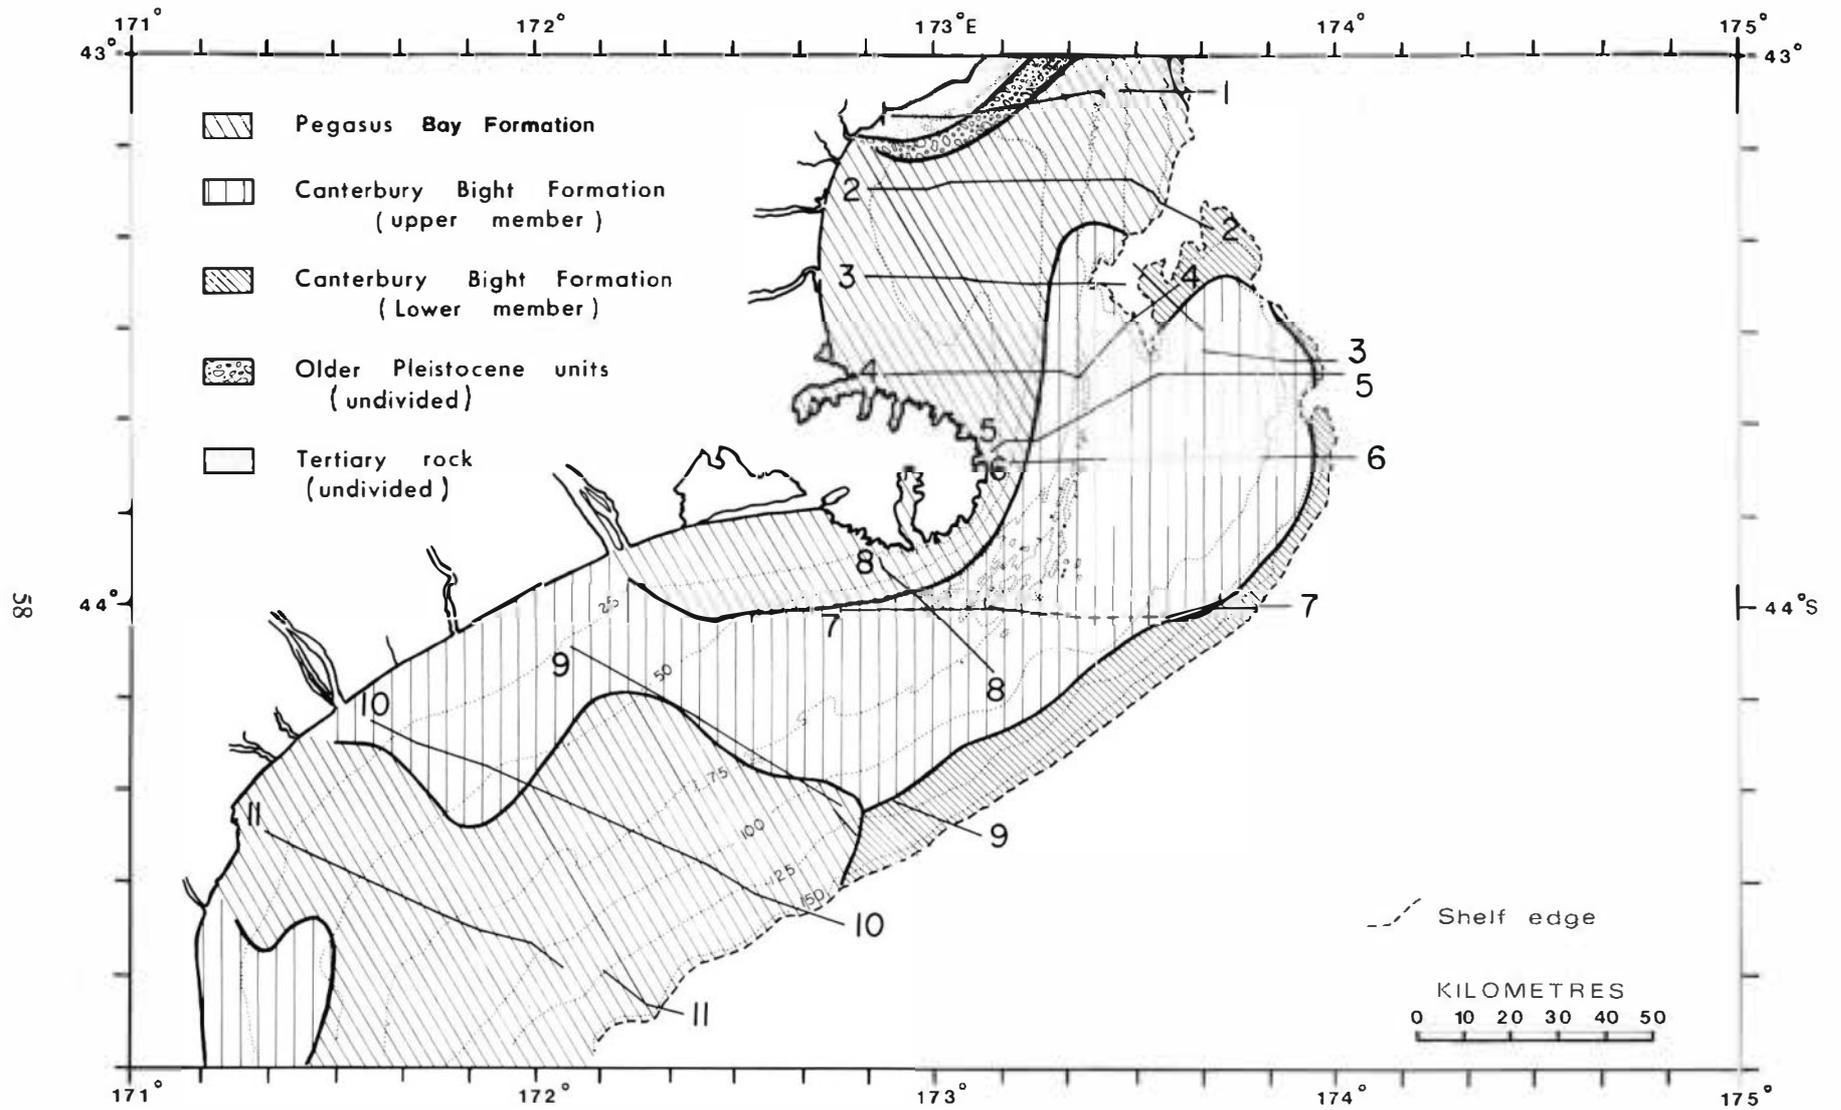 171° 172° 173°E 174° 175°
43° 43°
1
Pegasus Bay Formation
2
Canterbury Bight Formation
(upper member)
2
3 4
Canterbury Bight Formation
(Lower member)
3
4 5
Older Pleistocene units
(undivided)
5
6 6
Tertiary rock
(undivided)
8
58
44° 25 7 44°S
7
9 50
8
10
75
11
100
9
125
150
10
Shelf edge
11
KILOMETRES
0 10 20 30 40 50
171° 172° 173° 174° 175°